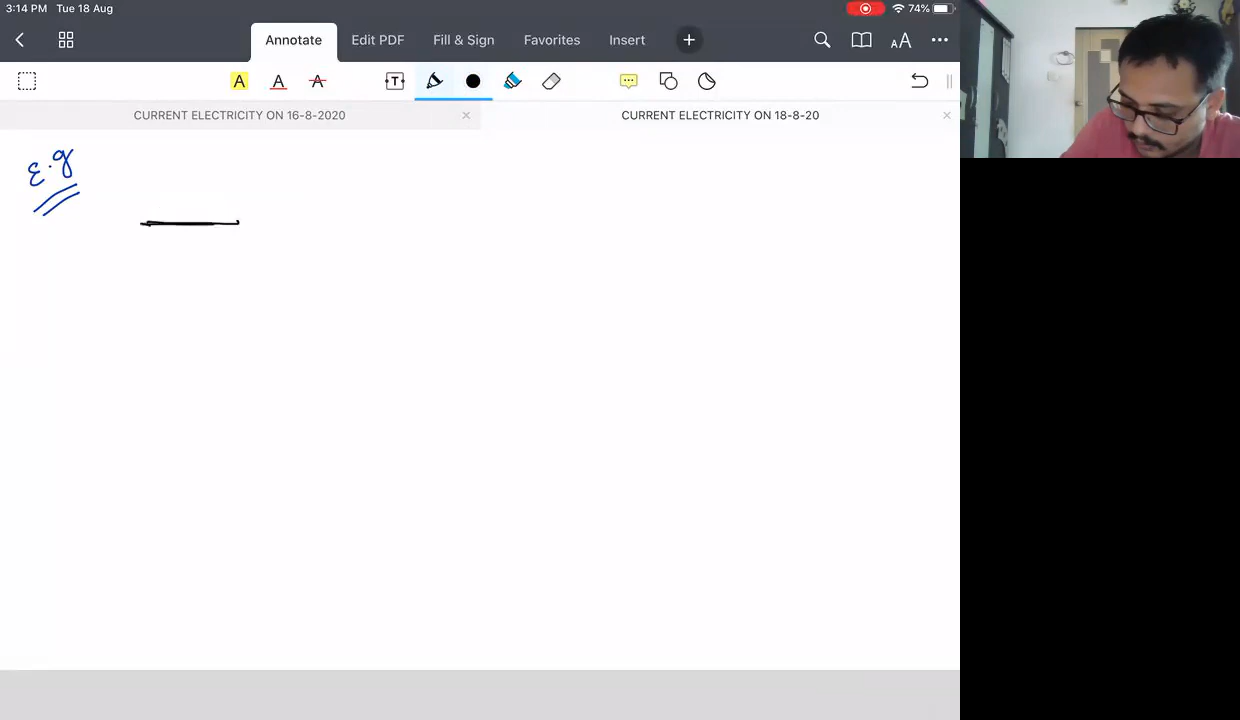 3:14 PM Tue 18 Aug 74%
Annotate Edit PDF Fill & Sign Favorites Insert + AA
A A A T
CURRENT ELECTRICITY ON 16-8-2020 × CURRENT ELECTRICITY ON 18-8-20 ×
E.g